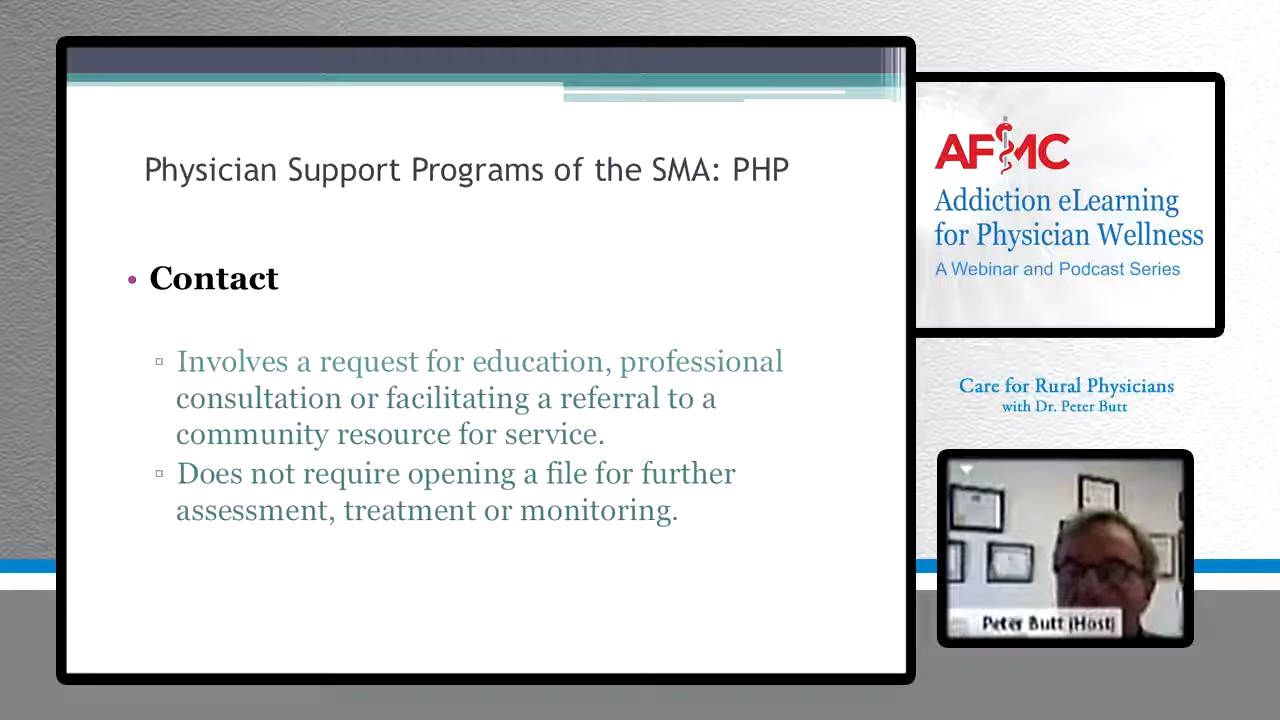 Physician Support Programs of the SMA: PHP
• Contact
▫ Involves a request for education, professional
consultation or facilitating a referral to a
community resource for service.
▫ Does not require opening a file for further
assessment, treatment or monitoring.
AFMC
Addiction eLearning
for Physician Wellness
A Webinar and Podcast Series
Care for Rural Physicians
with Dr. Peter Butt
Peter Butt (Host)